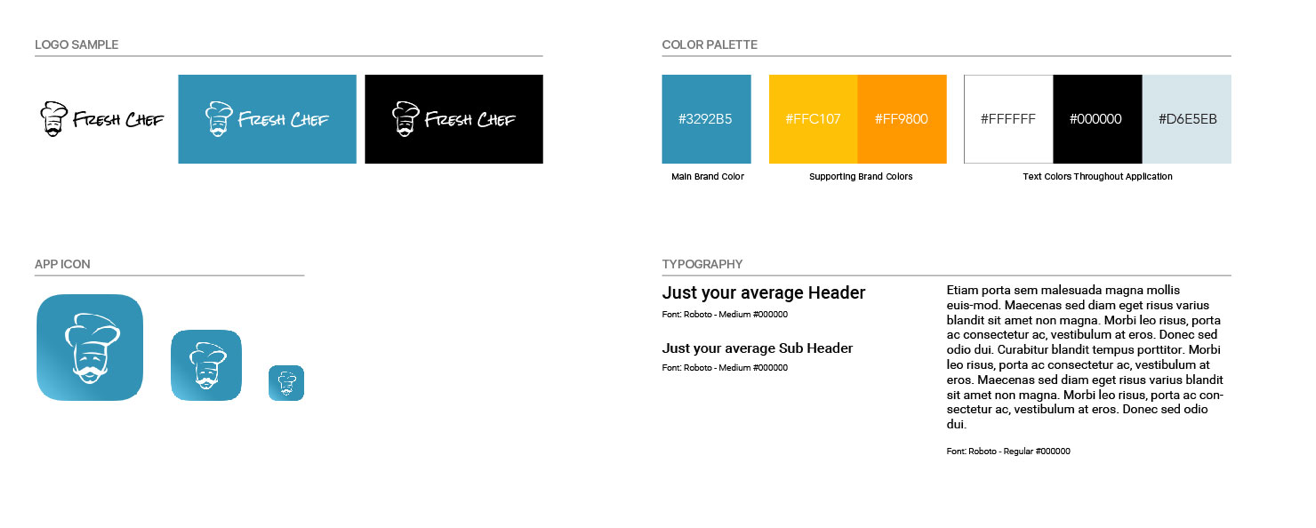 LOGO SAMPLE
FRESH CHEF
FRESH CHEF
FRESH CHEF
COLOR PALETTE
#3292B5
#FFC107
#FF9800
#FFFFFF
#000000
#D6E5EB
Main Brand Color
Supporting Brand Colors
Text Colors Throughout Application
APP ICON
TYPOGRAPHY
Just your average Header
Font: Roboto - Medium #000000
Just your average Sub Header
Font: Roboto - Medium #000000
Etiam porta sem malesuada magna mollis
euis-mod. Maecenas sed diam eget risus varius
blandit sit amet non magna. Morbi leo risus, porta
ac consectetur ac, vestibulum at eros. Donec sed
odio dui. Curabitur blandit tempus porttitor. Morbi
leo risus, porta ac consectetur ac, vestibulum at
eros. Maecenas sed diam eget risus varius blandit
sit amet non magna. Morbi leo risus, porta ac con-
sectetur ac, vestibulum at eros. Donec sed odio
dui.
Font: Roboto - Regular #000000